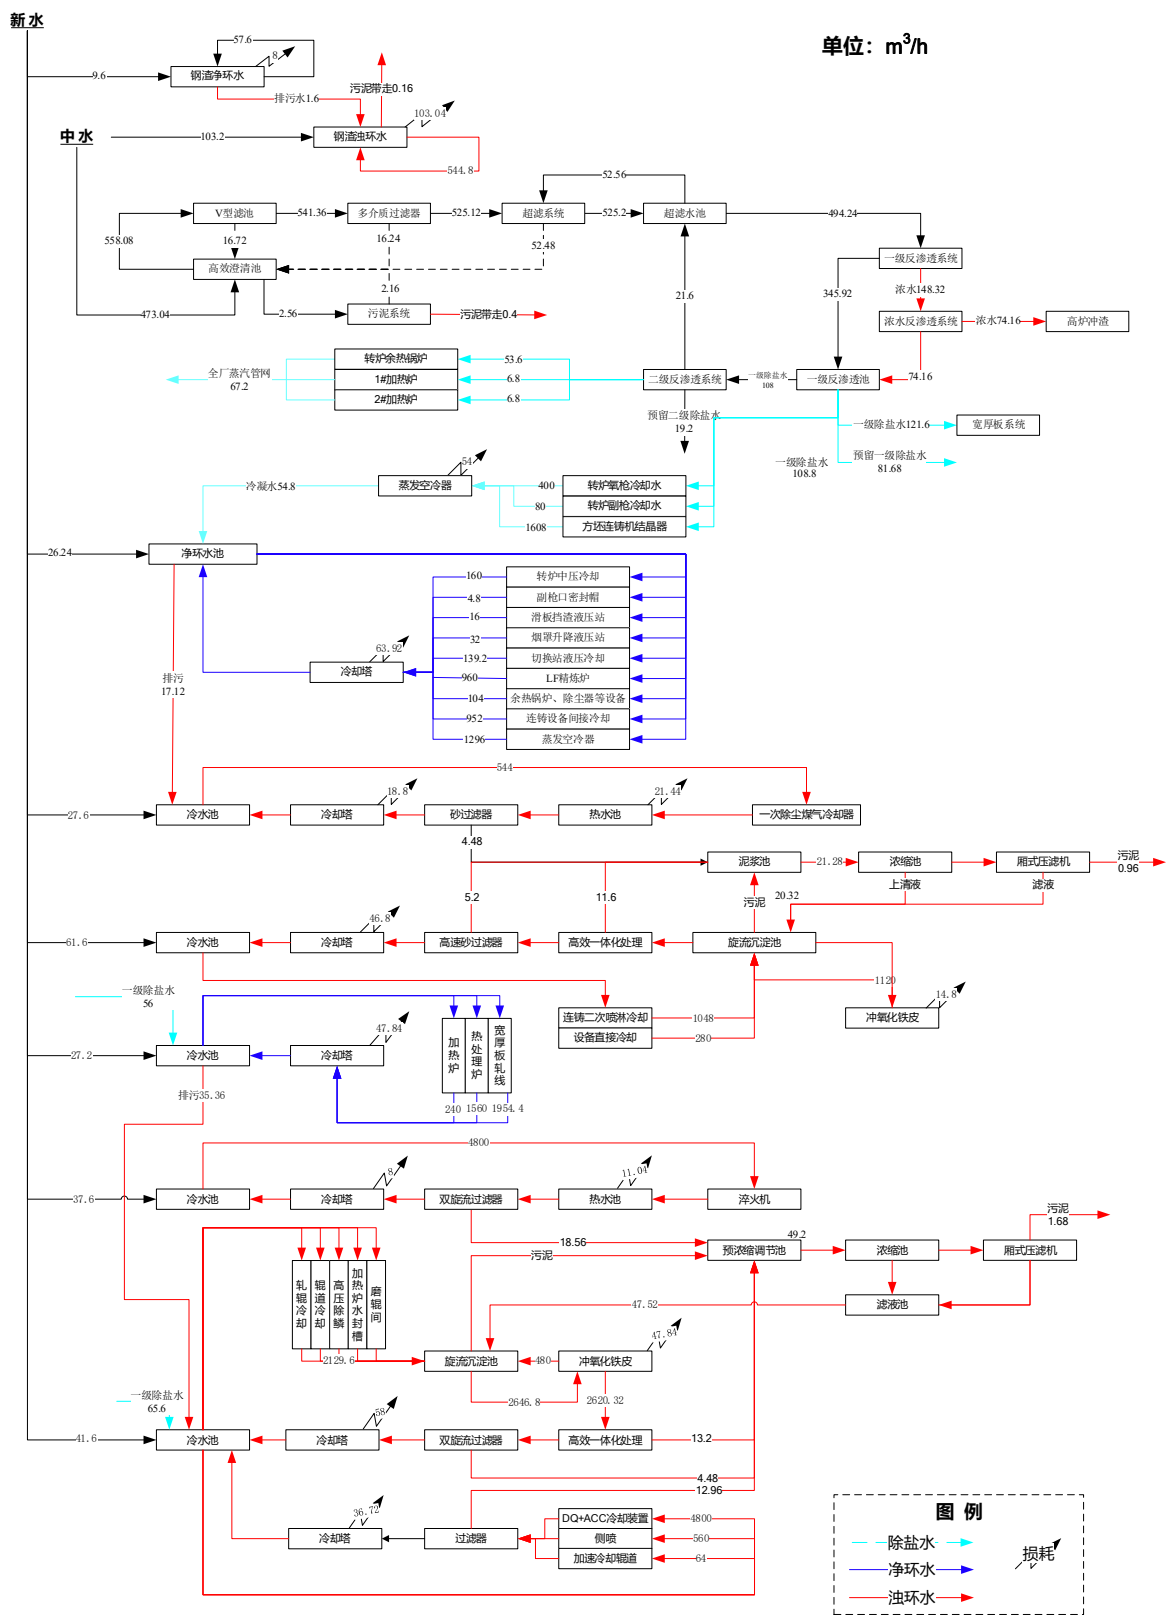 新水
单位：m³/h
57.6
8
9.6
钢渣净环水
排污水1.6
污泥带走0.16
103.04
中水
103.2
钢渣浊环水
544.8
52.56
V型滤池
541.36
多介质过滤器
525.12
超滤系统
525.2
超滤水池
494.24
558.08
16.72
16.24
52.48
高效澄清池
一级反渗透系统
2.16
21.6
345.92
浓水148.32
473.04
2.56
污泥系统
污泥带走0.4
浓水反渗透系统
浓水74.16
高炉冲渣
转炉余热锅炉
53.6
全厂蒸汽管网
67.2
1#加热炉
6.8
二级反渗透系统
一级除盐水
108
一级反渗透池
74.16
2#加热炉
6.8
预留二级除盐水
19.2
一级除盐水121.6
宽厚板系统
一级除盐水
108.8
预留一级除盐水
81.68
54
冷凝水54.8
蒸发空冷器
400
转炉氧枪冷却水
80
转炉副枪冷却水
1608
方坯连铸机结晶器
26.24
净环水池
160
转炉中压冷却
4.8
副枪口密封帽
16
滑板挡渣液压站
32
烟罩升降液压站
63.92
139.2
切换站液压冷却
冷却塔
960
LF精炼炉
排污
17.12
104
余热锅炉、除尘器等设备
952
连铸设备间接冷却
1296
蒸发空冷器
544
18.8
21.44
27.6
冷水池
冷却塔
砂过滤器
热水池
一次除尘煤气冷却器
4.48
泥浆池
21.28
浓缩池
厢式压滤机
污泥
0.96
5.2
11.6
污泥
20.32
上清液
滤液
46.8
61.6
冷水池
冷却塔
高速砂过滤器
高效一体化处理
旋流沉淀池
1120
一级除盐水
56
14.8
连铸二次喷淋冷却
1048
冲氧化铁皮
设备直接冷却
280
47.84
27.2
冷水池
冷却塔
加热炉
热处理炉
宽厚板轧线
排污35.36
240
1560
1954.4
4800
8
11.04
37.6
冷水池
冷却塔
双旋流过滤器
热水池
淬火机
污泥
1.68
18.56
49.2
污泥
预浓缩调节池
浓缩池
厢式压滤机
轧辊冷却
辊道冷却
高压除鳞
加热炉水封槽
磨辊间
47.52
滤液池
47.84
2129.6
旋流沉淀池
480
冲氧化铁皮
2646.8
2620.32
一级除盐水
65.6
58
41.6
冷水池
冷却塔
双旋流过滤器
高效一体化处理
13.2
4.48
12.96
36.72
冷却塔
过滤器
DQ+ACC冷却装置
4800
侧喷
560
加速冷却辊道
64
图 例
除盐水
净环水
浊环水
损耗